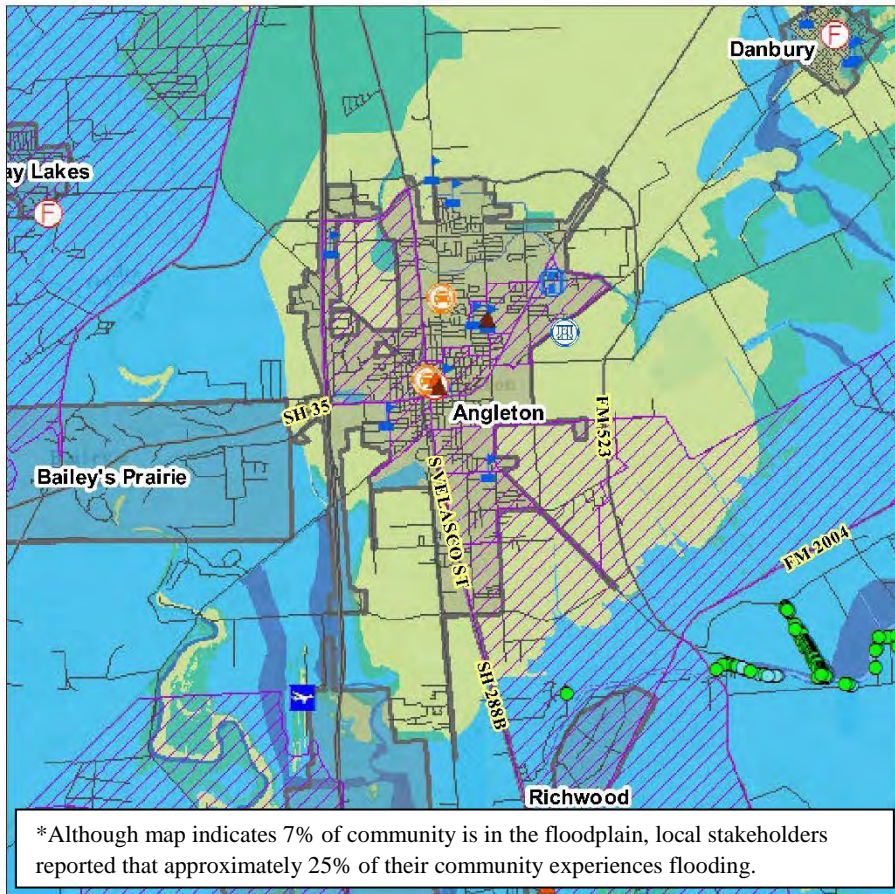 Danbury
F
ay Lakes
F
Angleton
SH 35
FM 523
Bailey's Prairie
S VELASCO ST
FM 2004
SH 288B
Richwood
*Although map indicates 7% of community is in the floodplain, local stakeholders
reported that approximately 25% of their community experiences flooding.